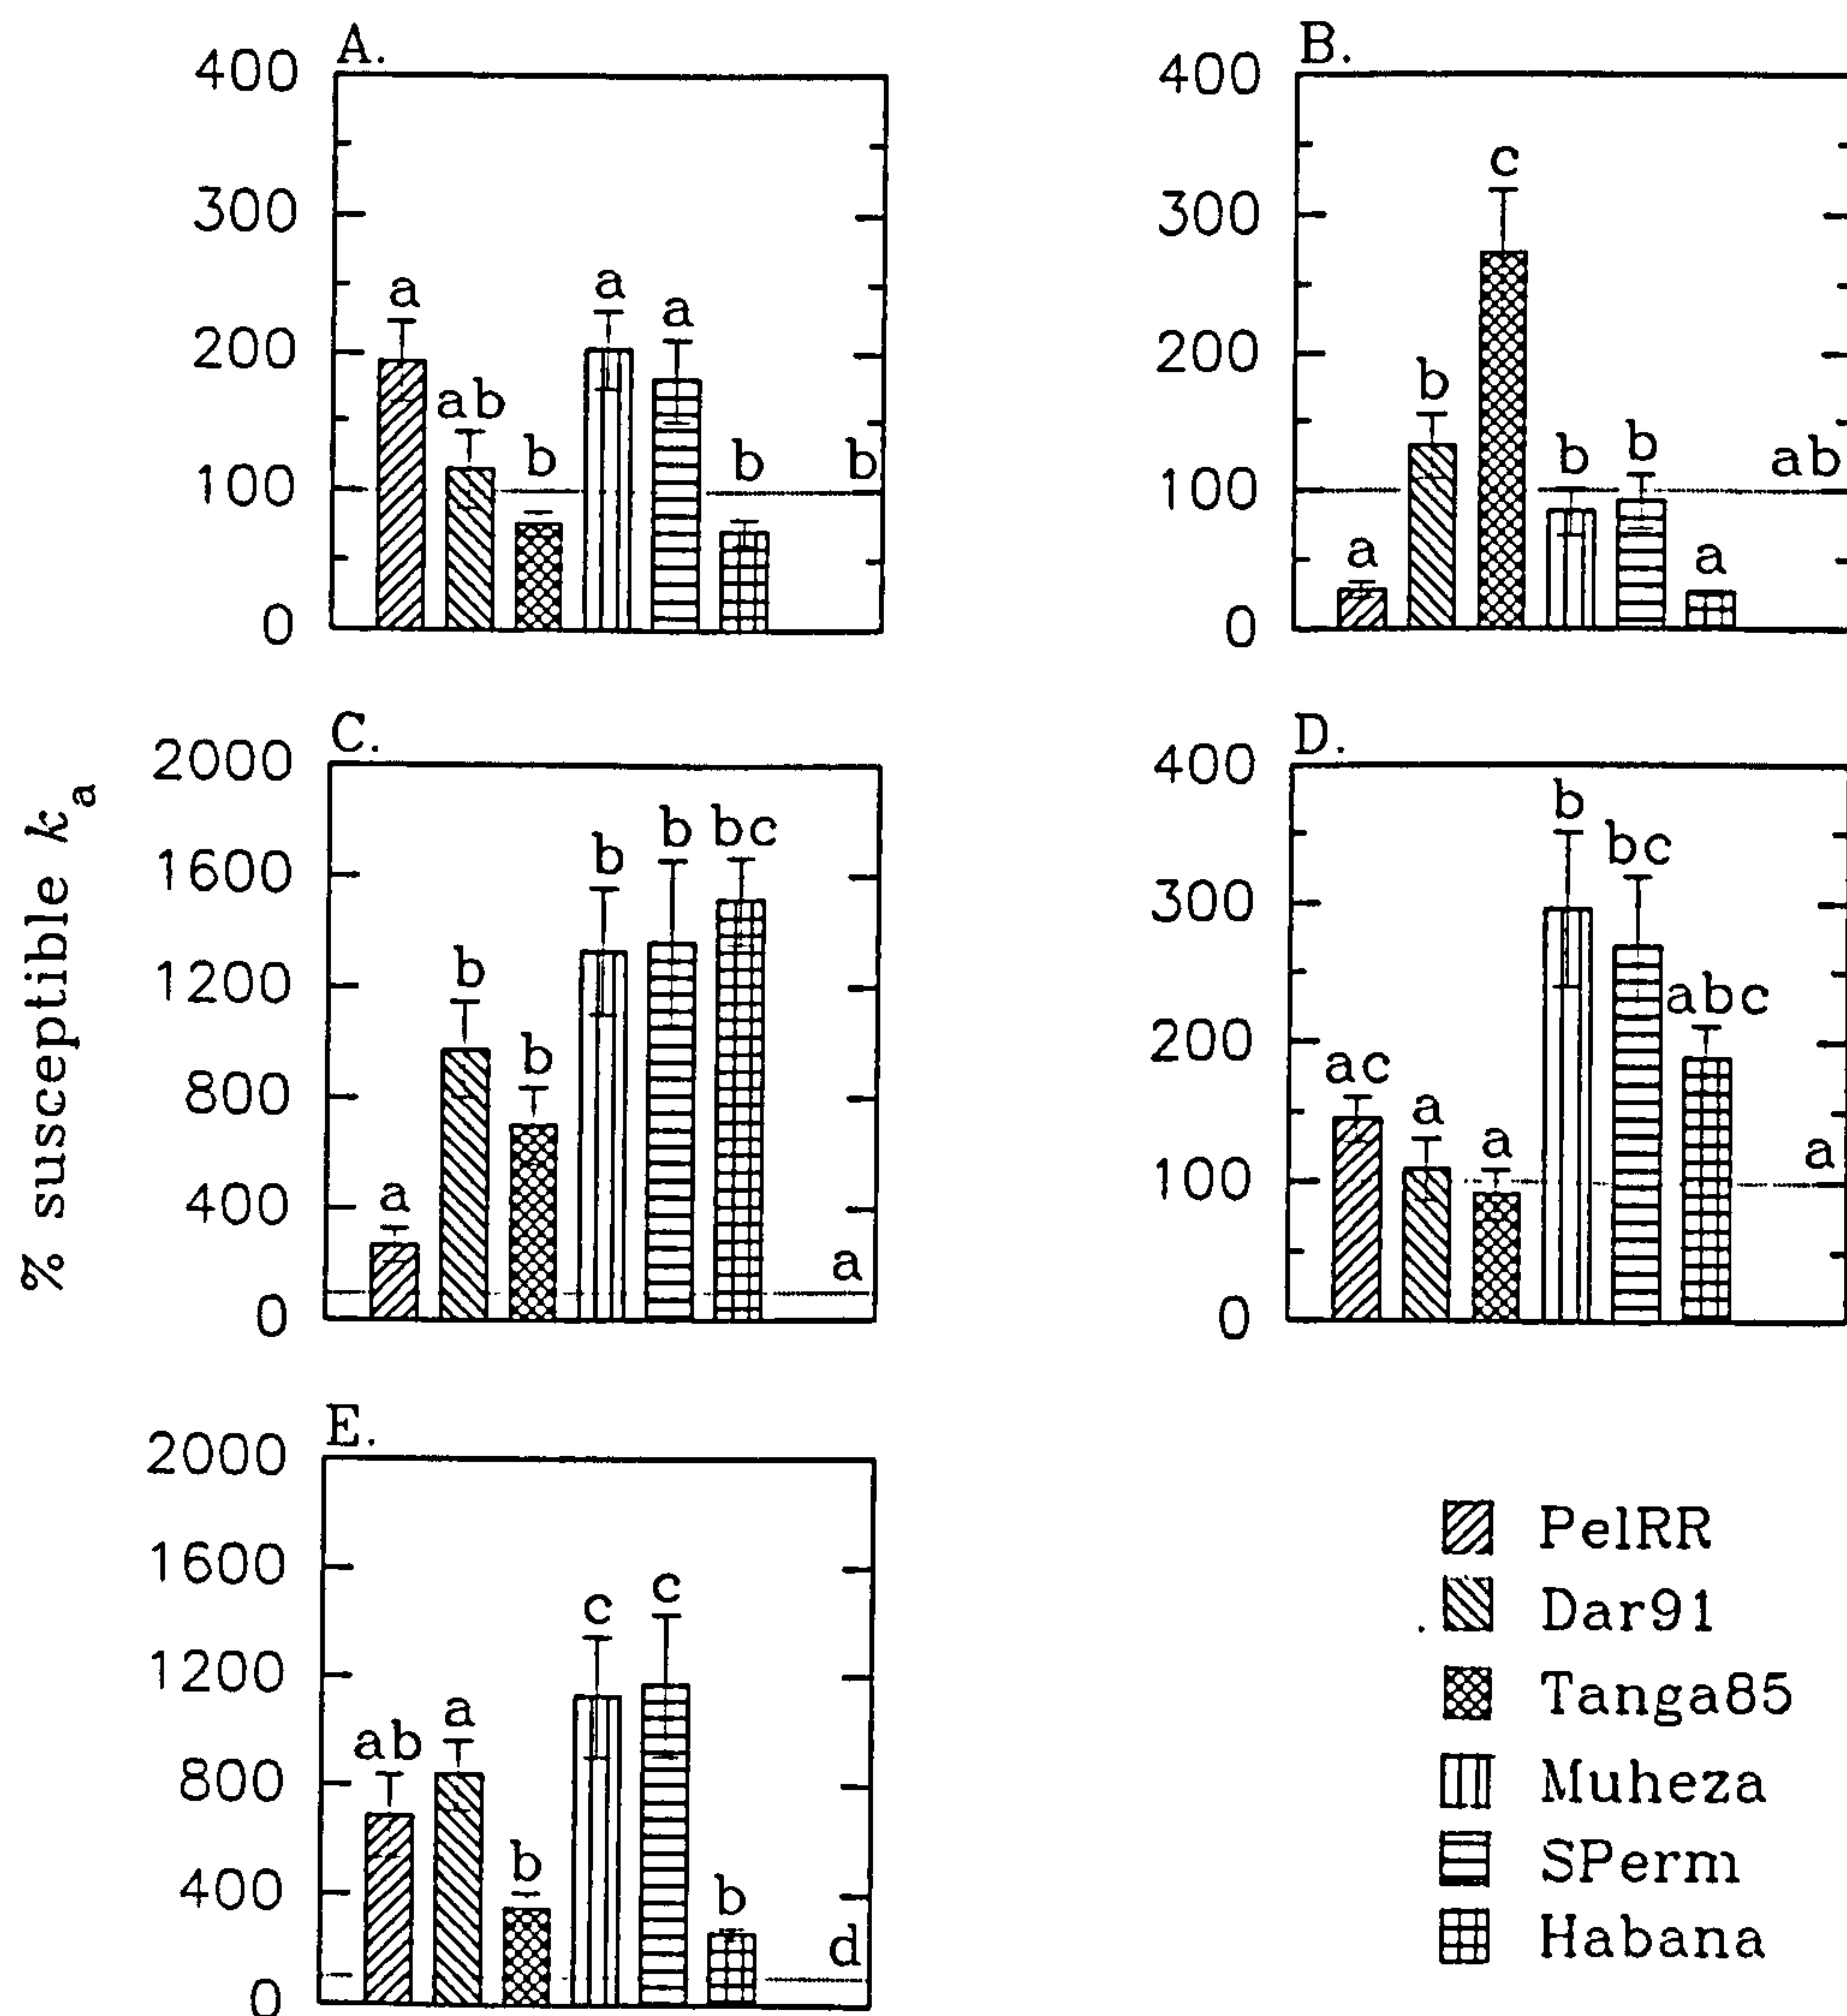 A.
400
300
200
100
0
a
ab
b
a
a
b
b
B.
400
300
200
100
0
a
b
c
b
b
a
ab
% susceptible kₐ
C.
2000
1600
1200
800
400
0
a
b
b
b
b
bc
a
D.
400
300
200
100
0
ac
a
a
b
bc
abc
a
E.
2000
1600
1200
800
400
0
ab
a
b
c
c
b
d
PelRR
Dar91
Tanga85
Muheza
SPerm
Habana